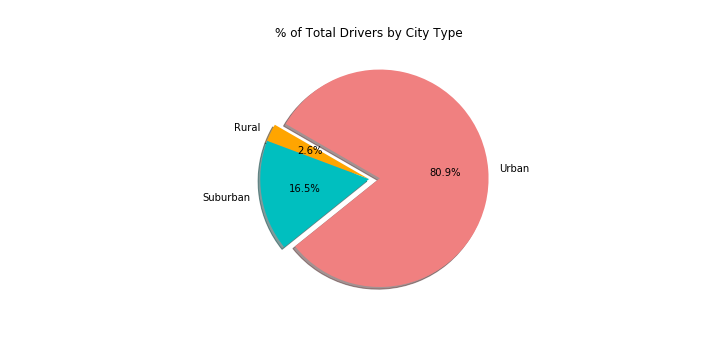 % of Total Drivers by City Type
Rural
2.6%
Suburban
16.5%
80.9%
Urban